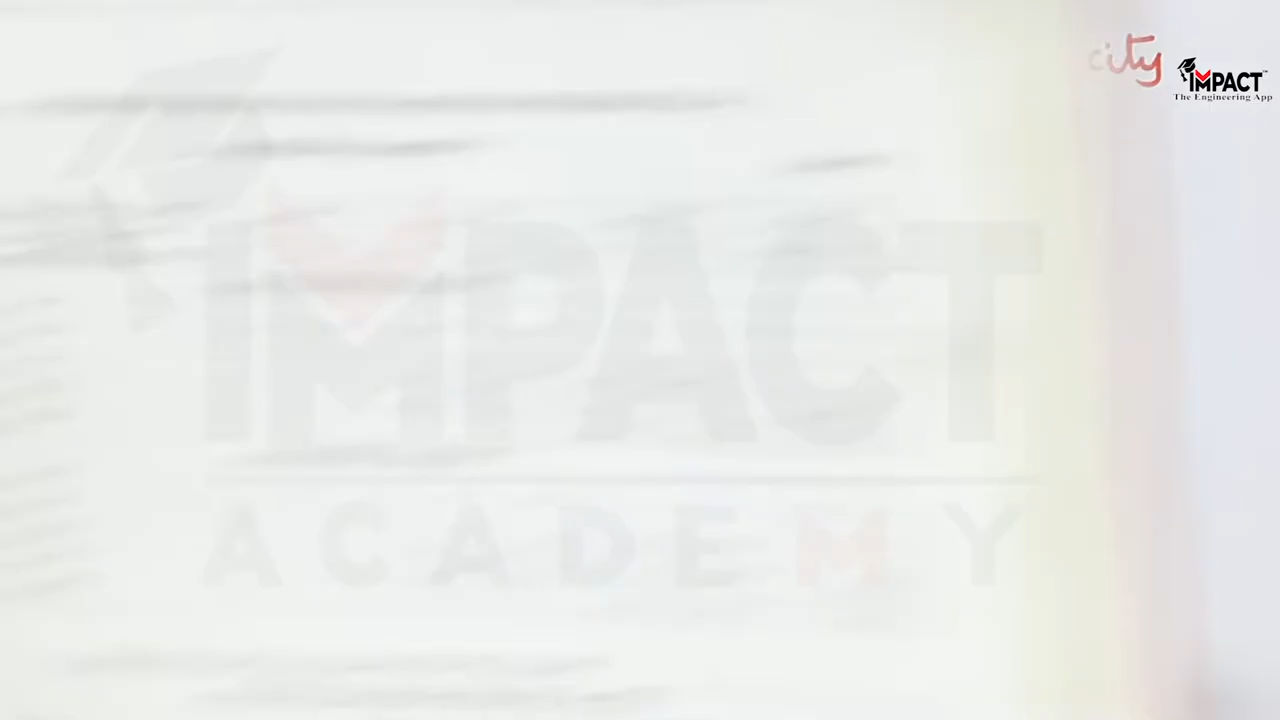 city
IMPACT
The Engineering App
IMPACT
ACADEMY